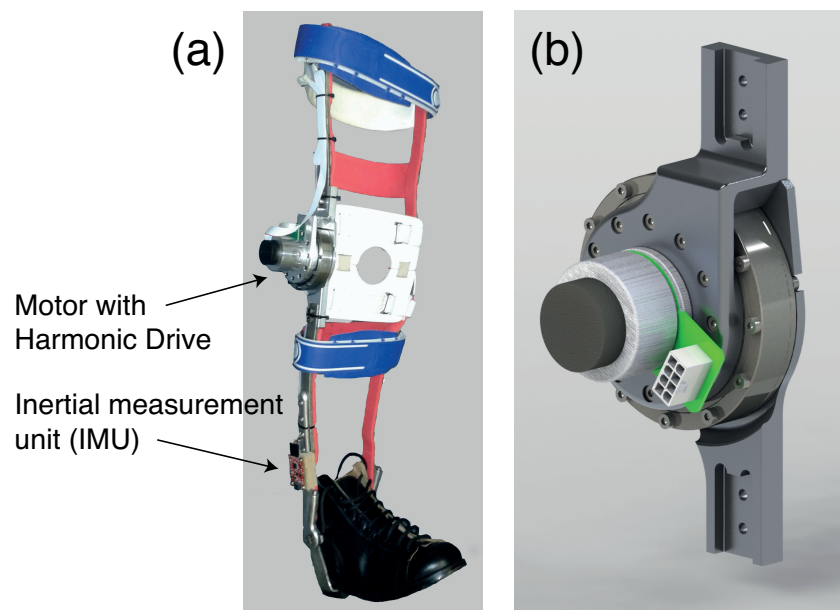 (a)
(b)
Motor with
Harmonic Drive
Inertial measurement
unit (IMU)